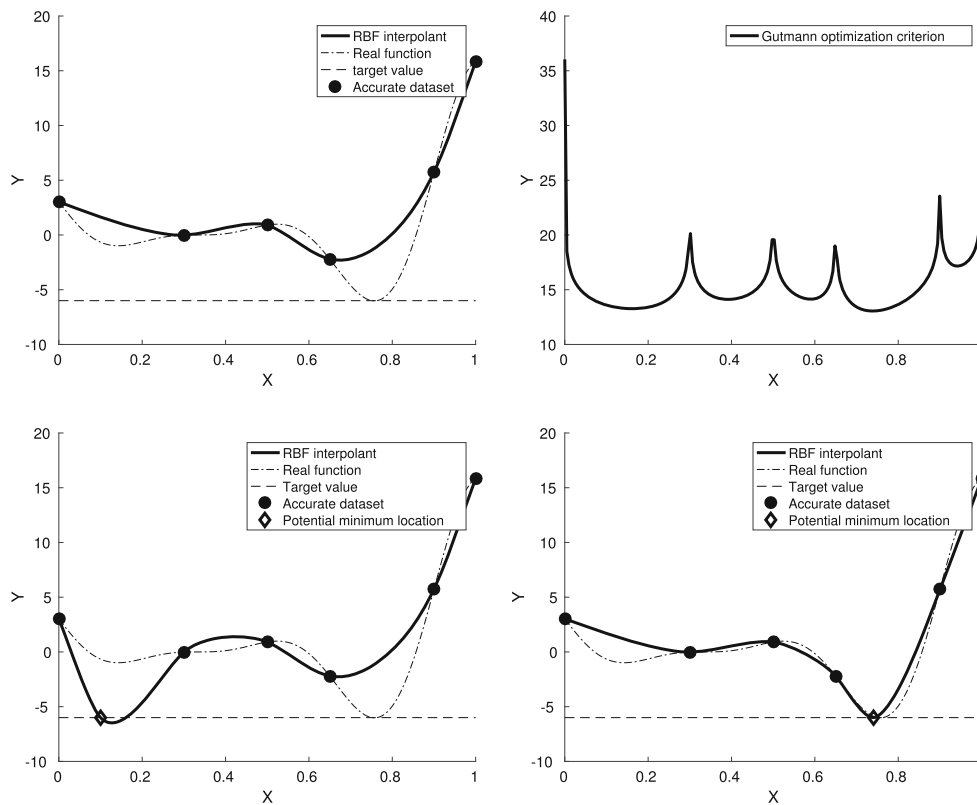 20
15
10
5
0
-5
-10
Y
0
0.2
0.4
0.6
0.8
1
X
RBF interpolant
Real function
target value
Accurate dataset
40
35
30
25
20
15
10
Y
0
0.2
0.4
0.6
0.8
X
Gutmann optimization criterion
20
15
10
5
0
-5
-10
Y
0
0.2
0.4
0.6
0.8
1
X
RBF interpolant
Real function
Target value
Accurate dataset
Potential minimum location
20
15
10
5
0
-5
-10
Y
0
0.2
0.4
0.6
0.8
X
RBF interpolant
Real function
Target value
Accurate dataset
Potential minimum location